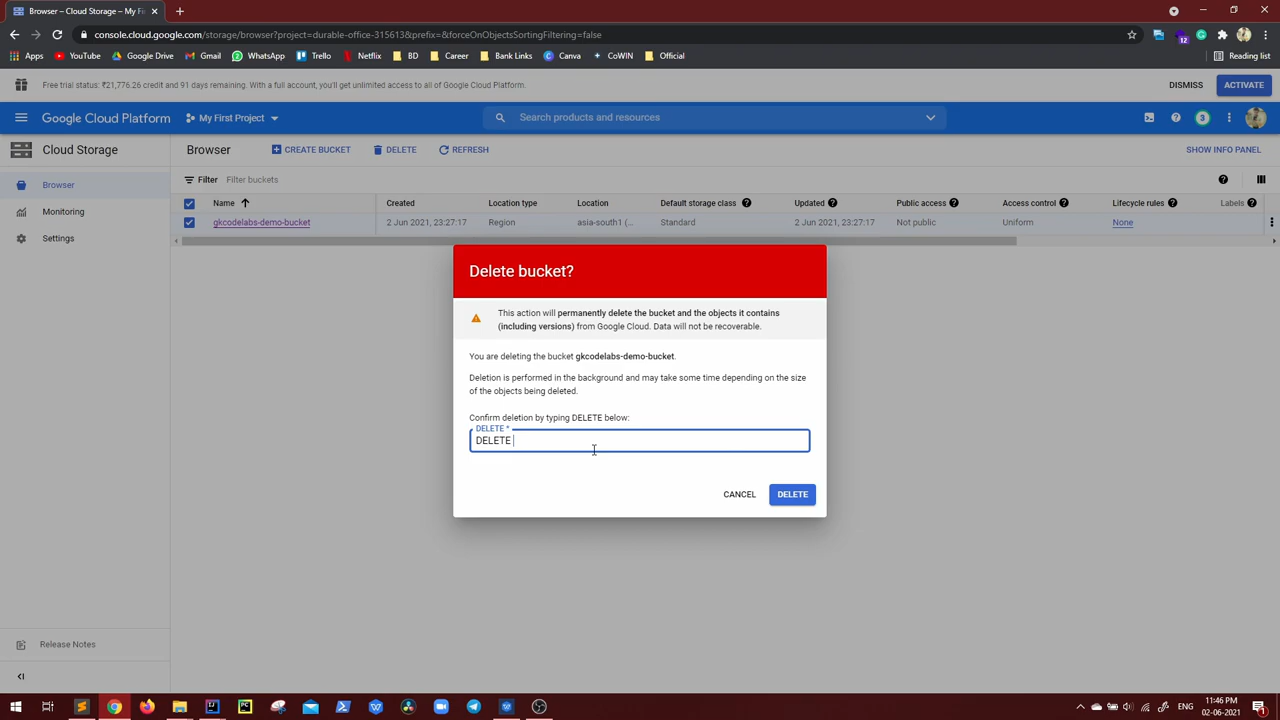 Browser – Cloud Storage – My Fi
console.cloud.google.com/storage/browser?project=durable-office-315613&prefix=&forceOnObjectsSortingFiltering=false
Apps YouTube Google Drive Gmail WhatsApp Trello Netflix BD Career Courses Canva CoWIN Official Reading list
Free trial status: ₹21,776.26 credit and 91 days remaining. With a full account, you'll get unlimited access to all of Google Cloud Platform. DISMISS ACTIVATE
Google Cloud Platform My First Project Search products and resources 3
Cloud Storage Browser CREATE BUCKET DELETE REFRESH SHOW INFO PANEL
Browser
Monitoring
Settings
Filter Filter buckets
Name Created Location type Location Default storage class Updated Public access Access control Lifecycle rules Labels
gkcodelabs-demo-bucket 2 Jun 2021, 23:27:17 Region asia-south1 (... Standard 2 Jun 2021, 23:27:17 Not public Uniform None
Delete bucket?
This action will permanently delete the bucket and the objects it contains
(including versions) from Google Cloud. Data will not be recoverable.
You are deleting the bucket gkcodelabs-demo-bucket.
Deletion is performed in the background and may take some time depending on the size
of the objects being deleted.
Confirm deletion by typing DELETE below:
DELETE *
DELETE
CANCEL DELETE
Release Notes
ENG 11:46 PM
02-06-2021